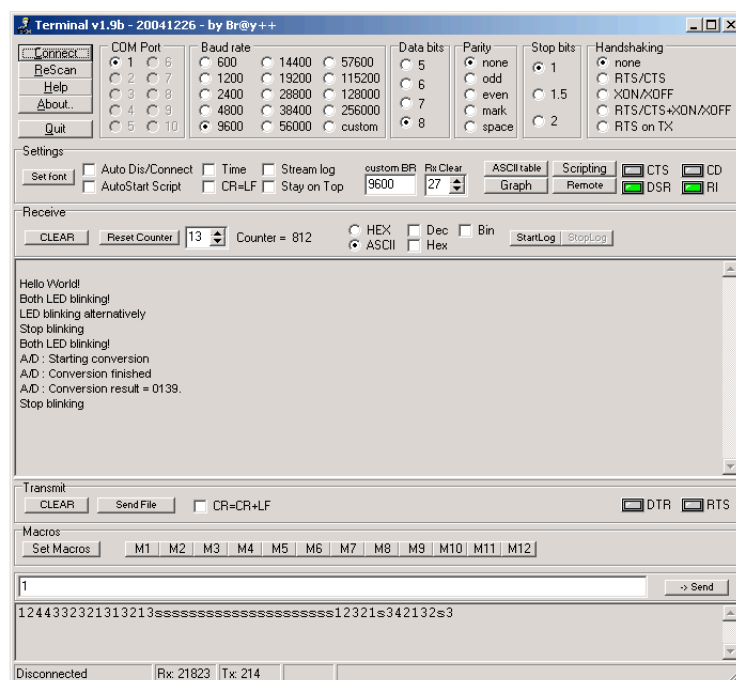 Terminal v1.9b - 20041226 - by Br@y++
Connect
ReScan
Help
About..
Quit
COM Port
1 6
2 7
3 8
4 9
5 10
Baud rate
600 14400 57600
1200 19200 115200
2400 28800 128000
4800 38400 256000
9600 56000 custom
Data bits
5
6
7
8
Parity
none
odd
even
mark
space
Stop bits
1
1.5
2
Handshaking
none
RTS/CTS
XON/XOFF
RTS/CTS+XON/XOFF
RTS on TX
Settings
Set font
Auto Dis/Connect Time Stream log
AutoStart Script CR=LF Stay on Top
custom BR Rx Clear
9600 27
ASCII table Scripting CTS CD
Graph Remote DSR RI
Receive
CLEAR Reset Counter 13 Counter = 812
HEX Dec Bin
ASCII Hex
StartLog StopLog
Hello World!
Both LED blinking!
LED blinking alternatively
Stop blinking
Both LED blinking!
A/D : Starting conversion
A/D : Conversion finished
A/D : Conversion result = 0139.
Stop blinking
Transmit
CLEAR Send File CR=CR+LF DTR RTS
Macros
Set Macros M1 M2 M3 M4 M5 M6 M7 M8 M9 M10 M11 M12
1
-> Send
1244332321313213sssssssssssssssssssss12321s342132s3
Disconnected Rx: 21823 Tx: 214